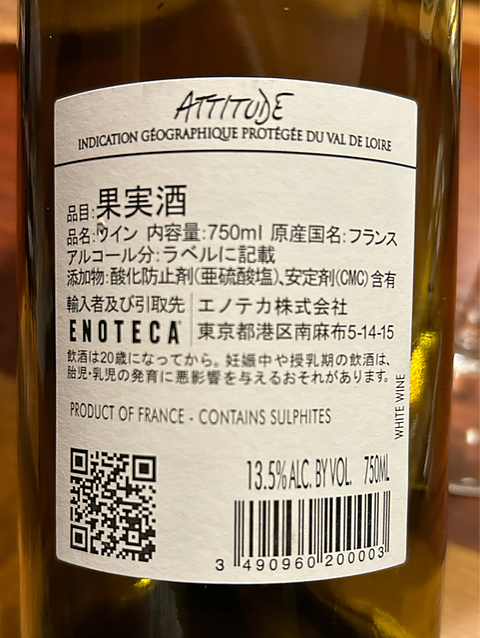 ATTITUDE
INDICATION GÉOGRAPHIQUE PROTÉGÉE DU VAL DE LOIRE
品目:果実酒
品名:ワイン 内容量:750ml 原産国名:フランス
アルコール分:ラベルに記載
添加物:酸化防止剤(亜硫酸塩)、安定剤(CMC)含有
輸入者及び引取先 エノテカ株式会社
ENOTECA 東京都港区南麻布5-14-15
飲酒は20歳になってから。妊娠中や授乳期の飲酒は、
胎児・乳児の発育に悪影響を与えるおそれがあります。
PRODUCT OF FRANCE - CONTAINS SULPHITES
WHITE WINE
13.5% ALC. BY VOL. 750ML
3 490960 200003